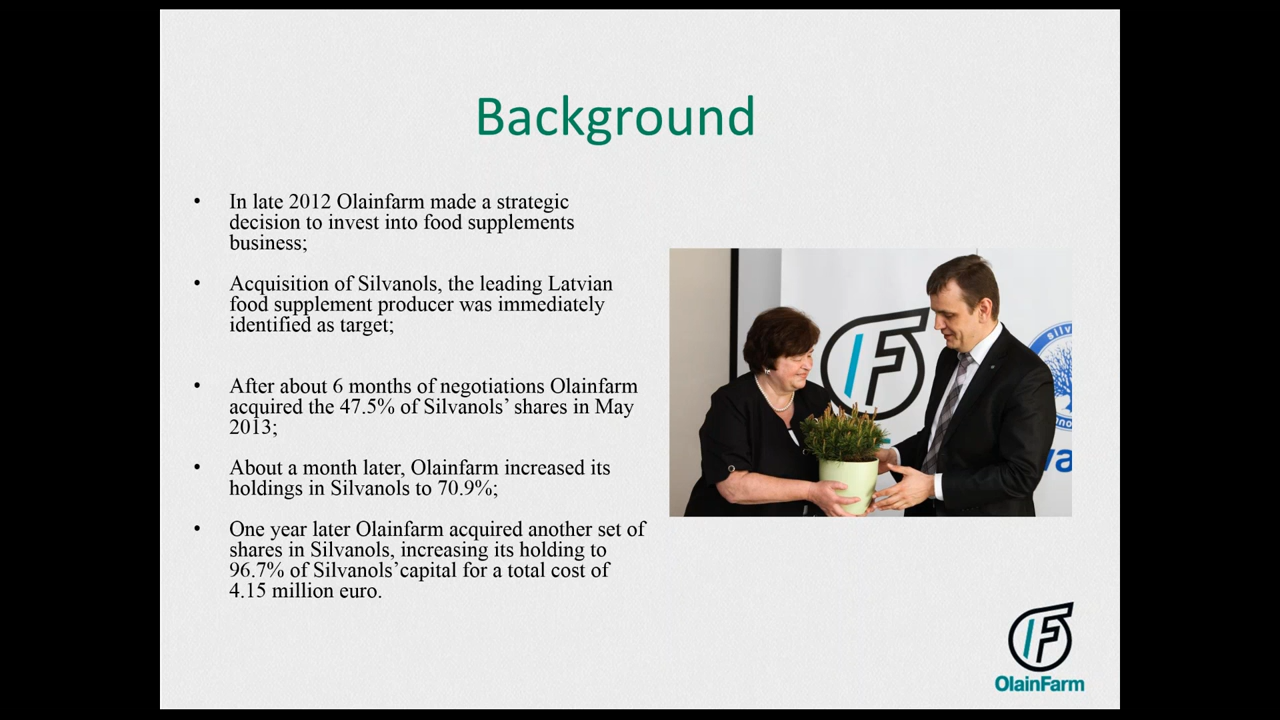 Background
• In late 2012 Olainfarm made a strategic
decision to invest into food supplements
business;
• Acquisition of Silvanols, the leading Latvian
food supplement producer was immediately
identified as target;
• After about 6 months of negotiations Olainfarm
acquired the 47.5% of Silvanols’ shares in May
2013;
• About a month later, Olainfarm increased its
holdings in Silvanols to 70.9%;
• One year later Olainfarm acquired another set of
shares in Silvanols, increasing its holding to
96.7% of Silvanols’capital for a total cost of
4.15 million euro.
OlainFarm